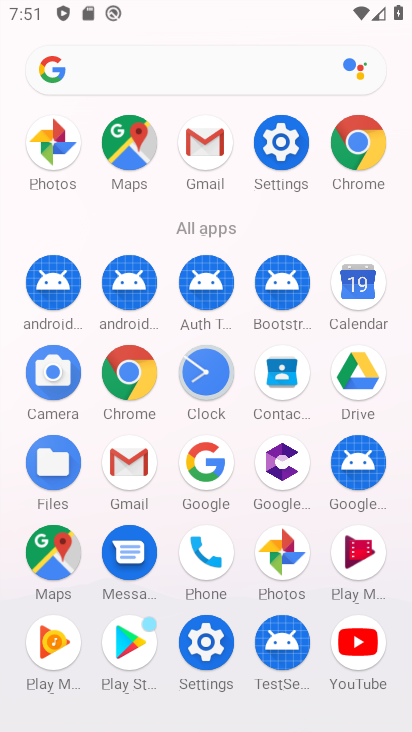 7:51
Photos Maps Gmail Settings Chrome
All apps
android... android... Auth T... Bootstr... Calendar
19
Camera Chrome Clock Contac... Drive
Files Gmail Google Google... Google...
Maps Messa... Phone Photos Play M...
Play M... Play St... Settings TestSe... YouTube